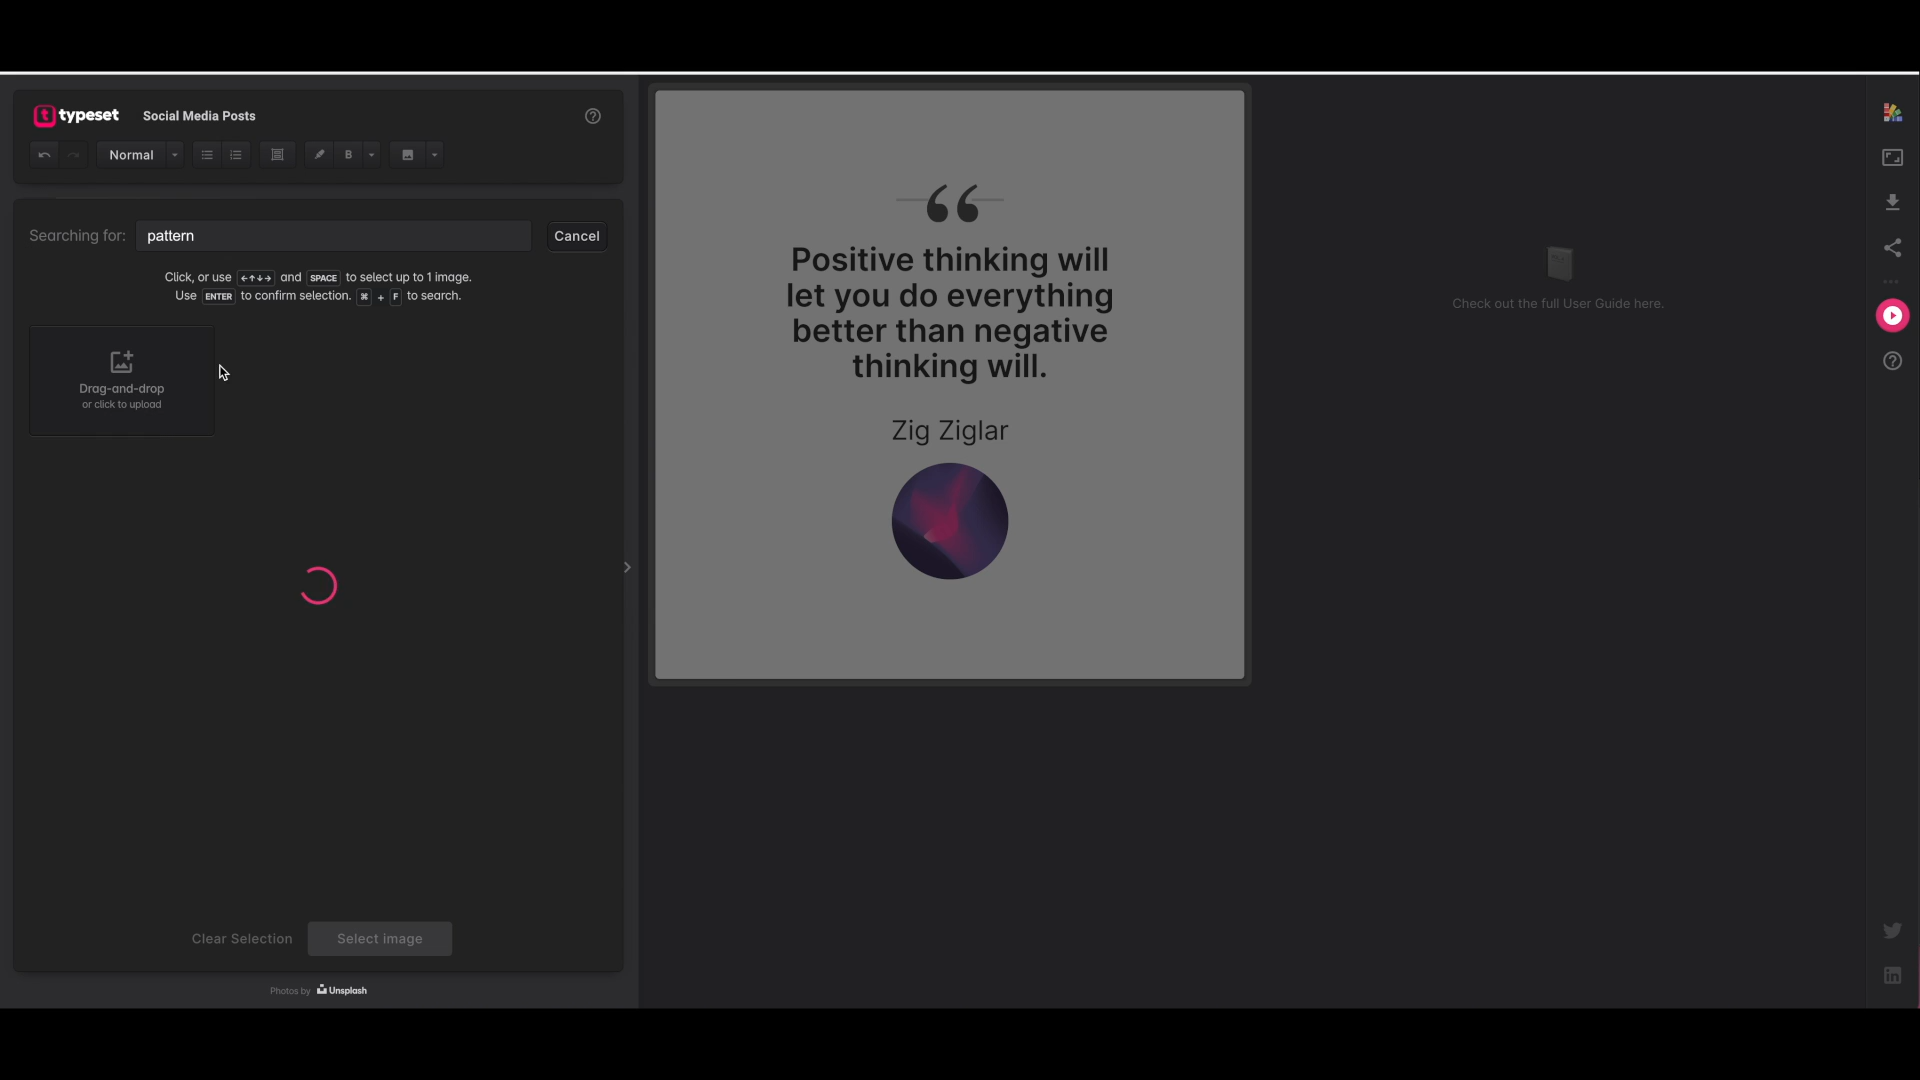 typeset Social Media Posts
Normal B
Searching for: pattern Cancel
Click, or use ←↑↓→ and SPACE to select up to 1 image.
Use ENTER to confirm selection. ⌘ + F to search.
Drag-and-drop
or click to upload
Clear Selection Select image
Photos by Unsplash
“
Positive thinking will
let you do everything
better than negative
thinking will.
Zig Ziglar
Check out the full User Guide here.